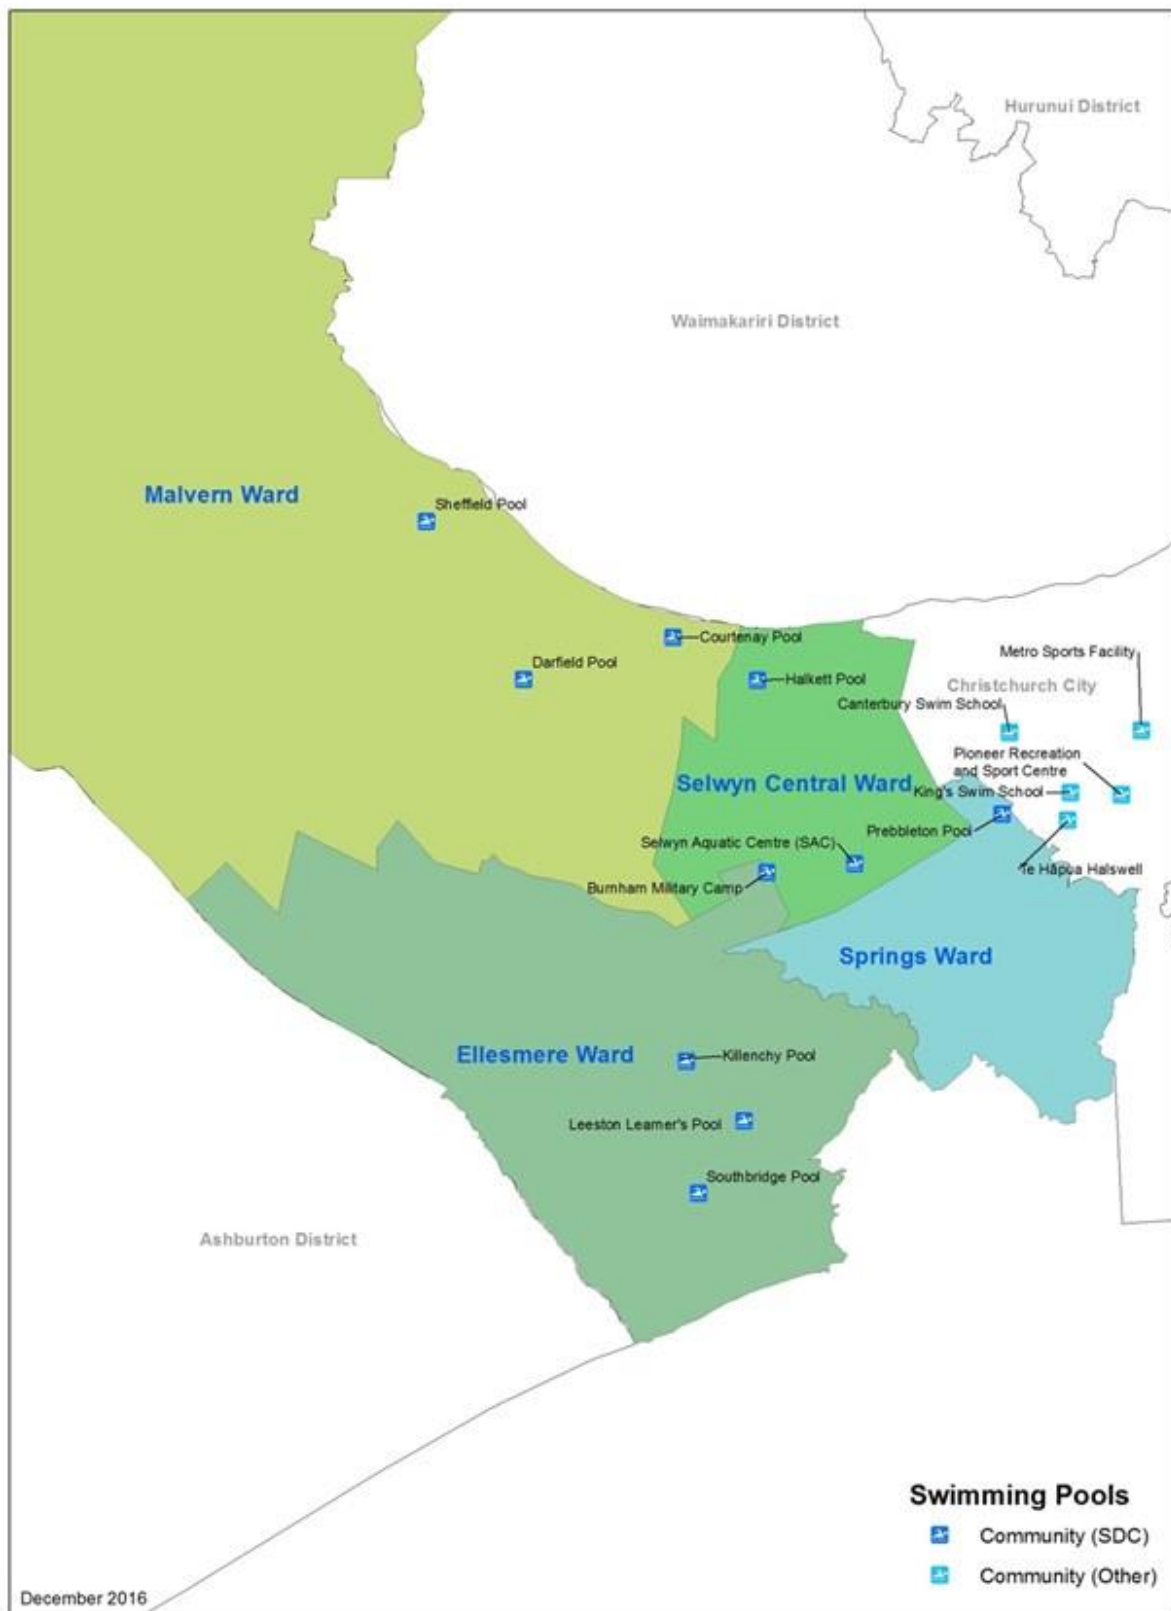 Hurunui District
Waimakariri District
Malvern Ward
Sheffield Pool
Courtenay Pool
Darfield Pool
Halkett Pool
Metro Sports Facility
Christchurch City
Canterbury Swim School
Pioneer Recreation
and Sport Centre
King's Swim School
Selwyn Central Ward
Prebbleton Pool
Selwyn Aquatic Centre (SAC)
Te Hāpua Halswell
Burnham Military Camp
Springs Ward
Ellesmere Ward
Killenchy Pool
Leeston Learner's Pool
Southbridge Pool
Ashburton District
Swimming Pools
Community (SDC)
Community (Other)
December 2016